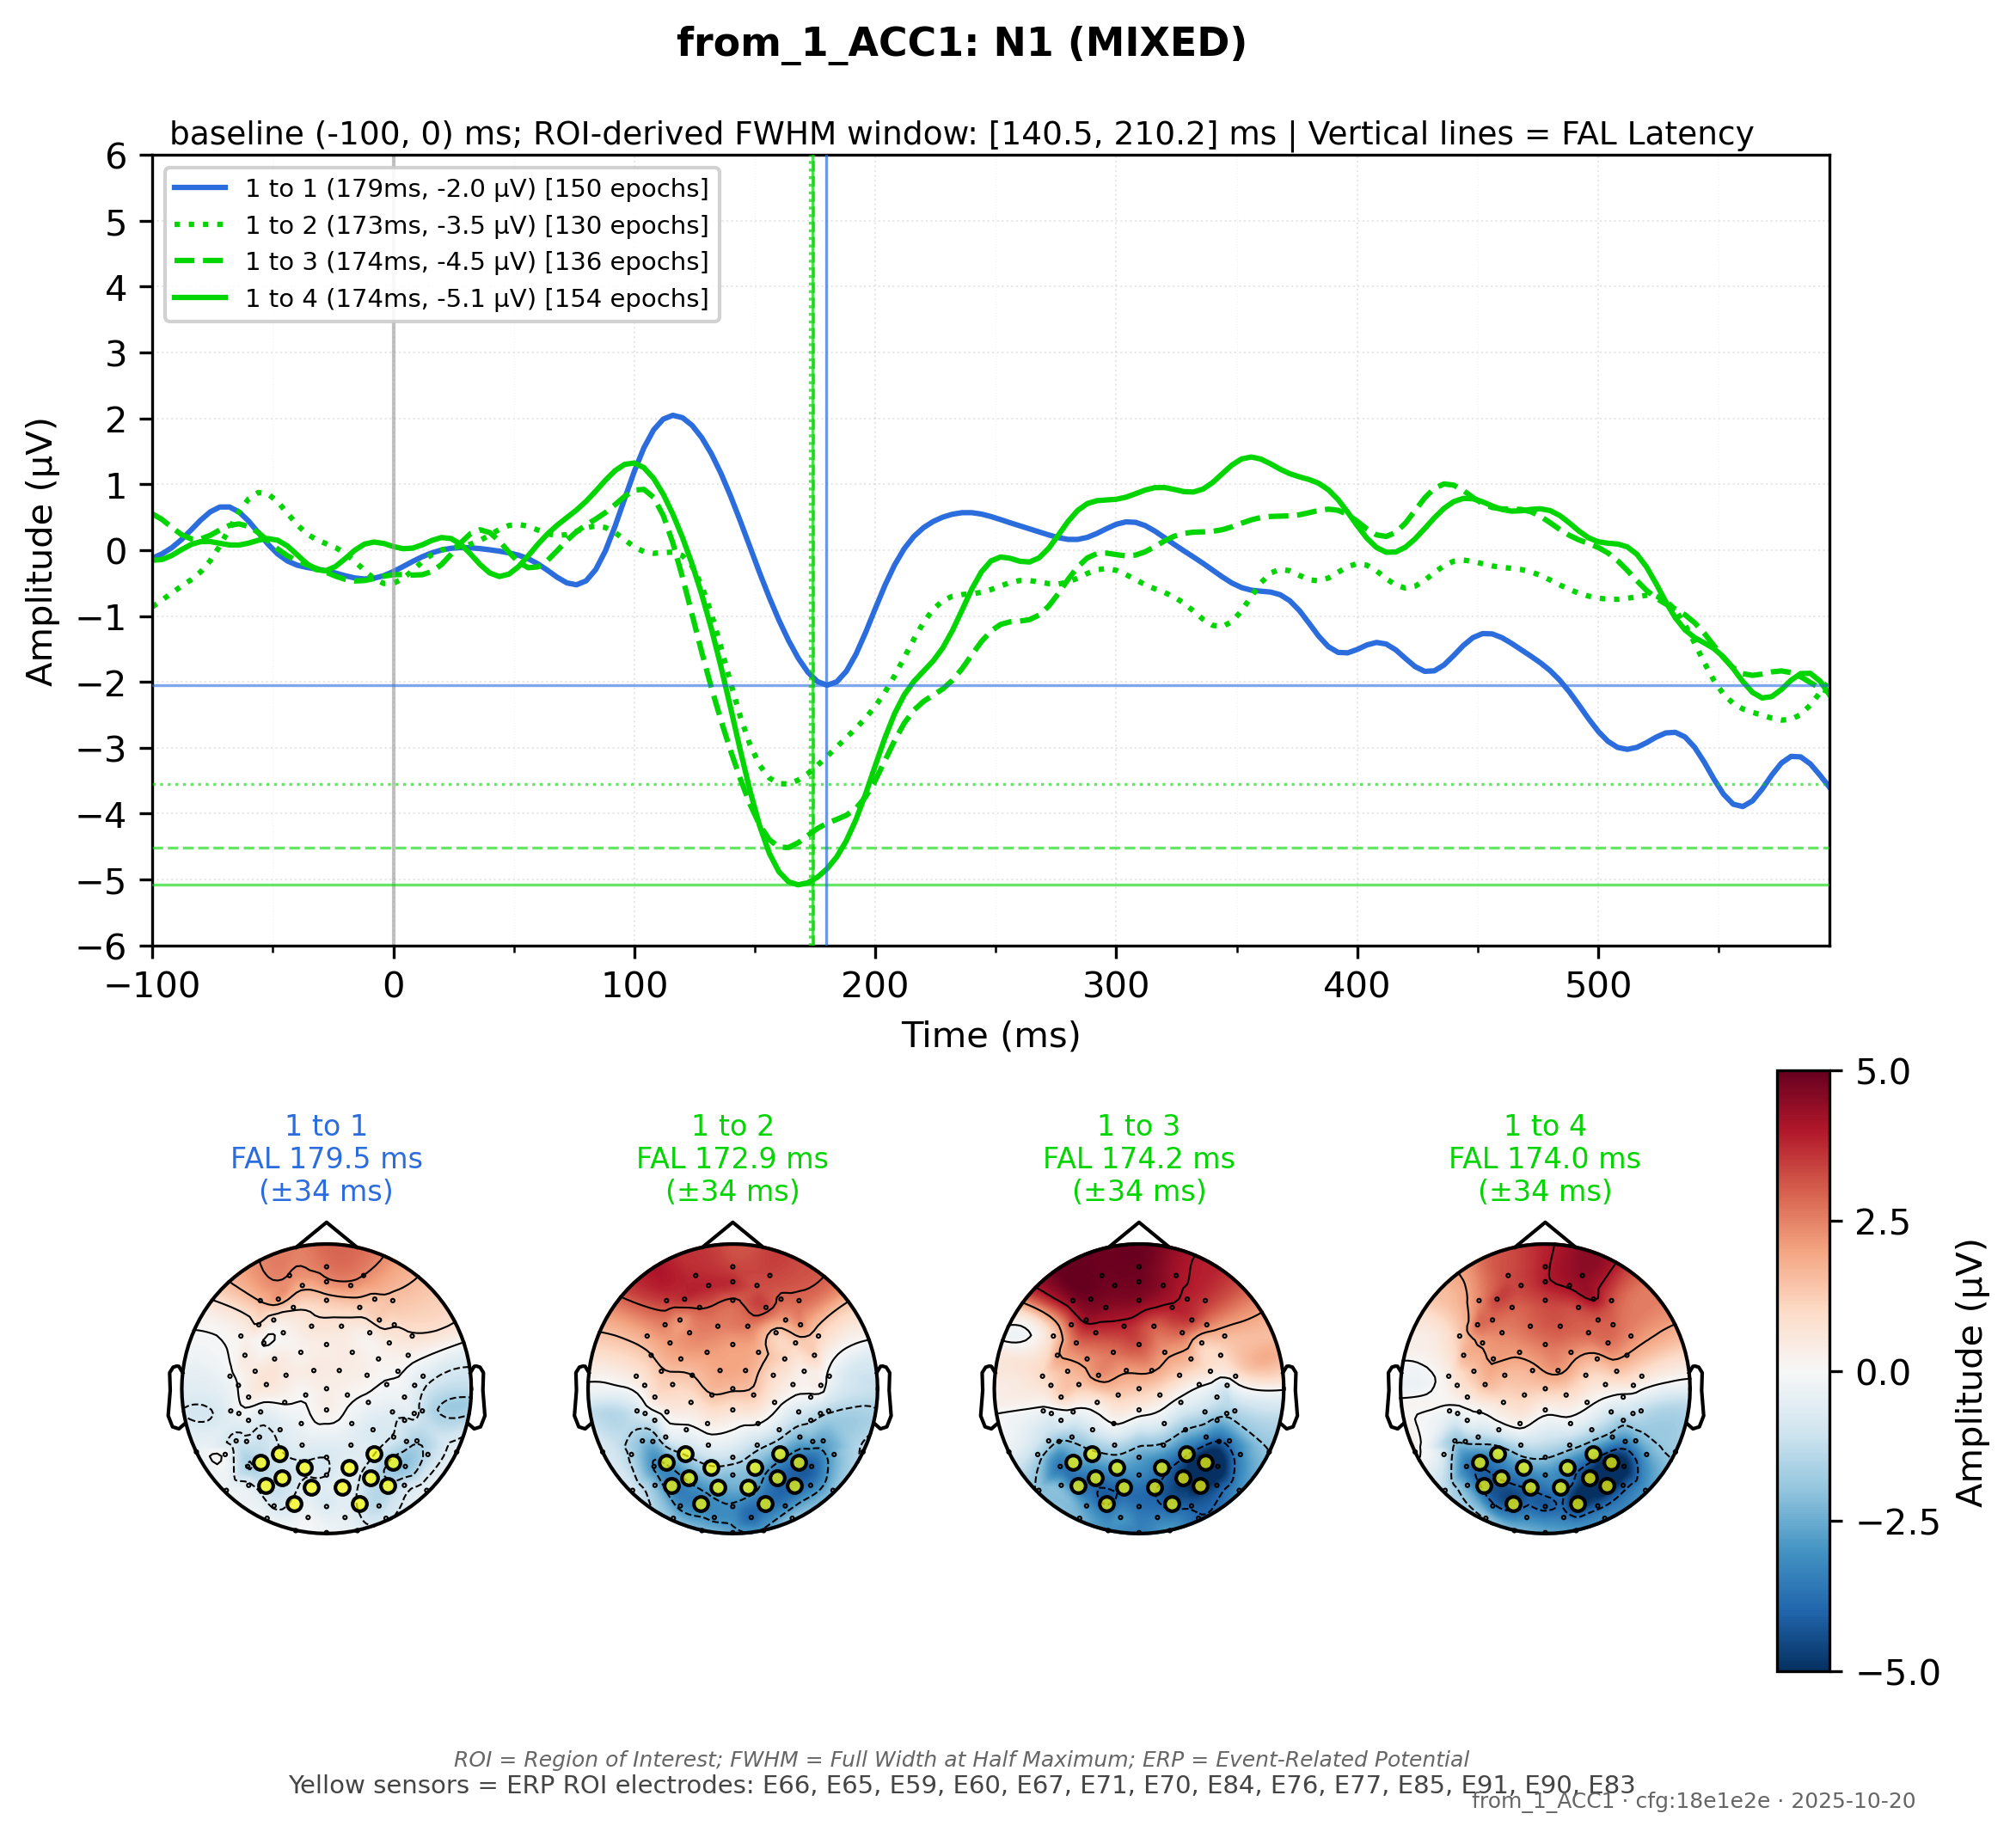 from_1_ACC1: N1 (MIXED)
baseline (-100, 0) ms; ROI-derived FWHM window: [140.5, 210.2] ms | Vertical lines = FAL Latency
1 to 1 (179ms, -2.0 µV) [150 epochs]
1 to 2 (173ms, -3.5 µV) [130 epochs]
1 to 3 (174ms, -4.5 µV) [136 epochs]
1 to 4 (174ms, -5.1 µV) [154 epochs]
Amplitude (µV)
6
5
4
3
2
1
0
−1
−2
−3
−4
−5
−6
−100 0 100 200 300 400 500
Time (ms)
1 to 1
FAL 179.5 ms
(±34 ms)
1 to 2
FAL 172.9 ms
(±34 ms)
1 to 3
FAL 174.2 ms
(±34 ms)
1 to 4
FAL 174.0 ms
(±34 ms)
5.0
2.5
0.0
−2.5
−5.0
Amplitude (µV)
ROI = Region of Interest; FWHM = Full Width at Half Maximum; ERP = Event-Related Potential
Yellow sensors = ERP ROI electrodes: E66, E65, E59, E60, E67, E71, E70, E84, E76, E77, E85, E91, E90, E83
from_1_ACC1 · cfg:18e1e2e · 2025-10-20